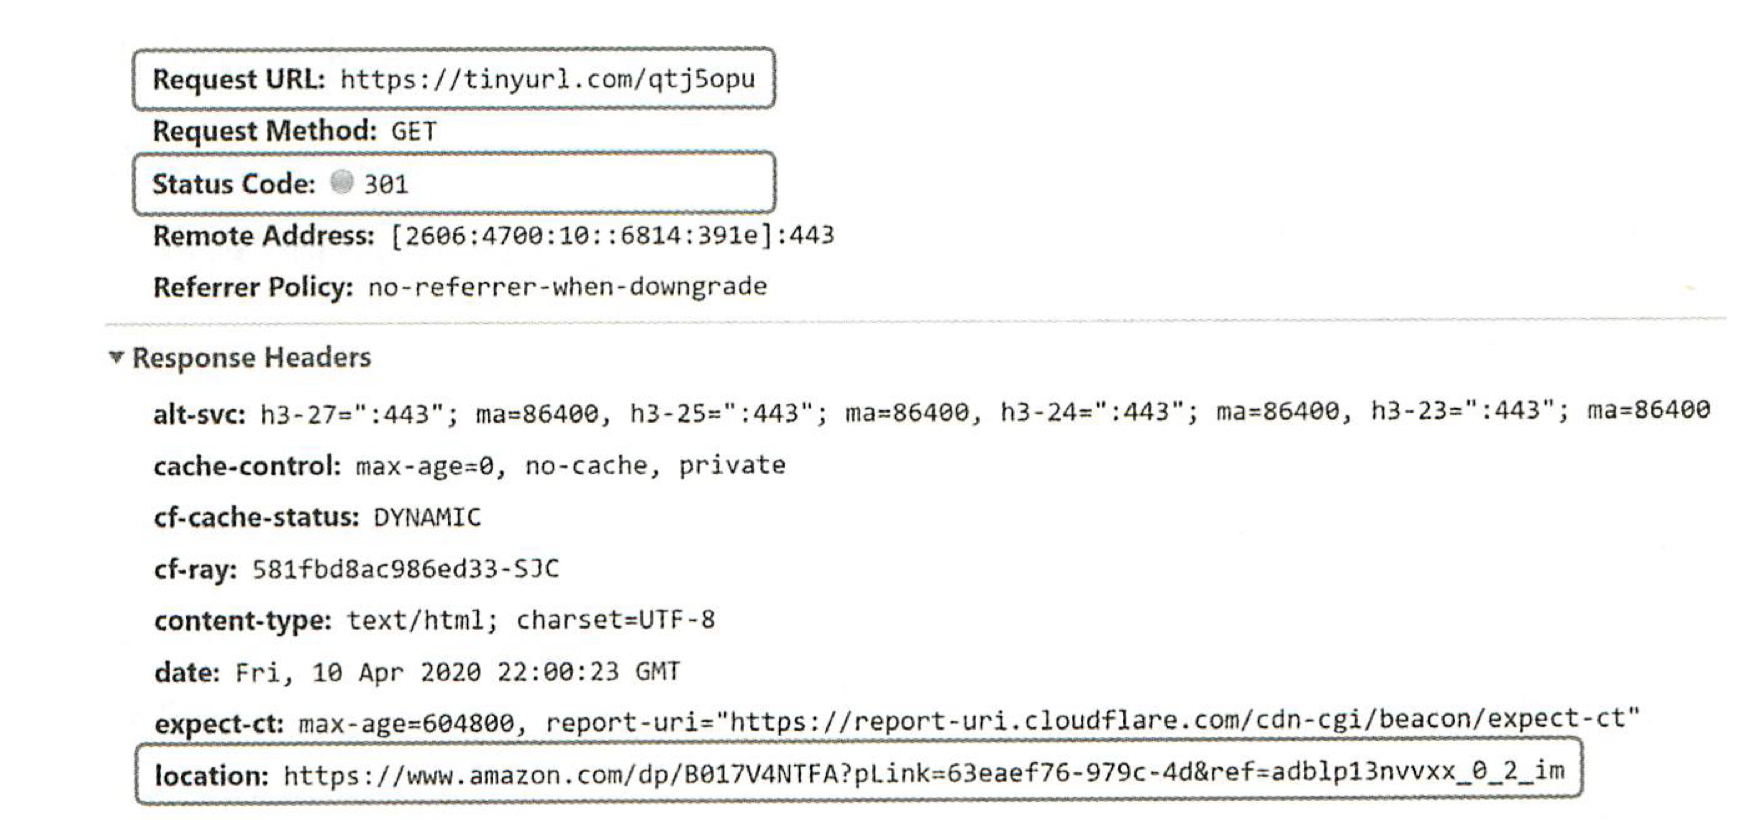 Request URL: https://tinyurl.com/qtj5opu
Request Method: GET
Status Code: 301
Remote Address: [2606:4700:10::6814:391e]:443
Referrer Policy: no-referrer-when-downgrade
Response Headers
alt-svc: h3-27=":443"; ma=86400, h3-25=":443"; ma=86400, h3-24=":443"; ma=86400, h3-23=":443"; ma=86400
cache-control: max-age=0, no-cache, private
cf-cache-status: DYNAMIC
cf-ray: 581fbd8ac986ed33-SJC
content-type: text/html; charset=UTF-8
date: Fri, 10 Apr 2020 22:00:23 GMT
expect-ct: max-age=604800, report-uri="https://report-uri.cloudflare.com/cdn-cgi/beacon/expect-ct"
location: https://www.amazon.com/dp/B017V4NTFA?pLink=63eaef76-979c-4d&ref=adblp13nvvxx_0_2_im